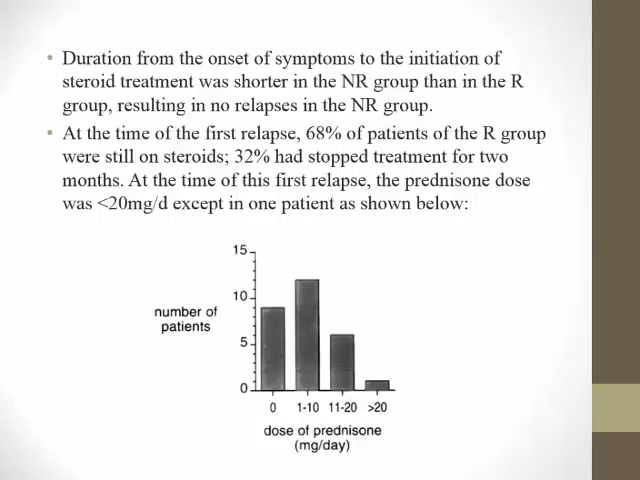 • Duration from the onset of symptoms to the initiation of
steroid treatment was shorter in the NR group than in the R
group, resulting in no relapses in the NR group.
• At the time of the first relapse, 68% of patients of the R group
were still on steroids; 32% had stopped treatment for two
months. At the time of this first relapse, the prednisone dose
was <20mg/d except in one patient as shown below:
15
10
number of
patients
5
0
0 1-10 11-20 >20
dose of prednisone
(mg/day)